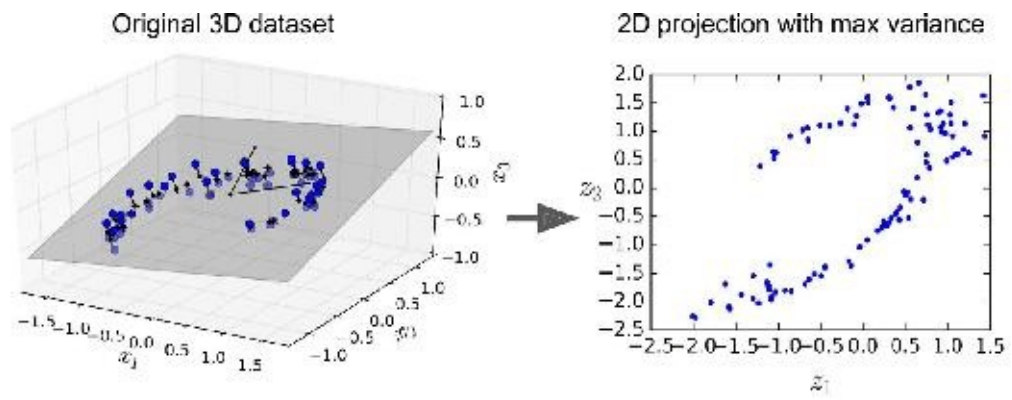 Original 3D dataset
2D projection with max variance
1.0
0.5
0.0
−0.5
−1.0
x₃
−1.5 −1.0 −0.5 0.0 0.5 1.0 1.5
x₁
−1.0 −0.5 0.0 0.5 1.0
2.0
1.5
1.0
0.5
0.0
−0.5
−1.0
−1.5
−2.0
−2.5
−2.5 −2.0 −1.5 −1.0 −0.5 0.0 0.5 1.0 1.5
z₁